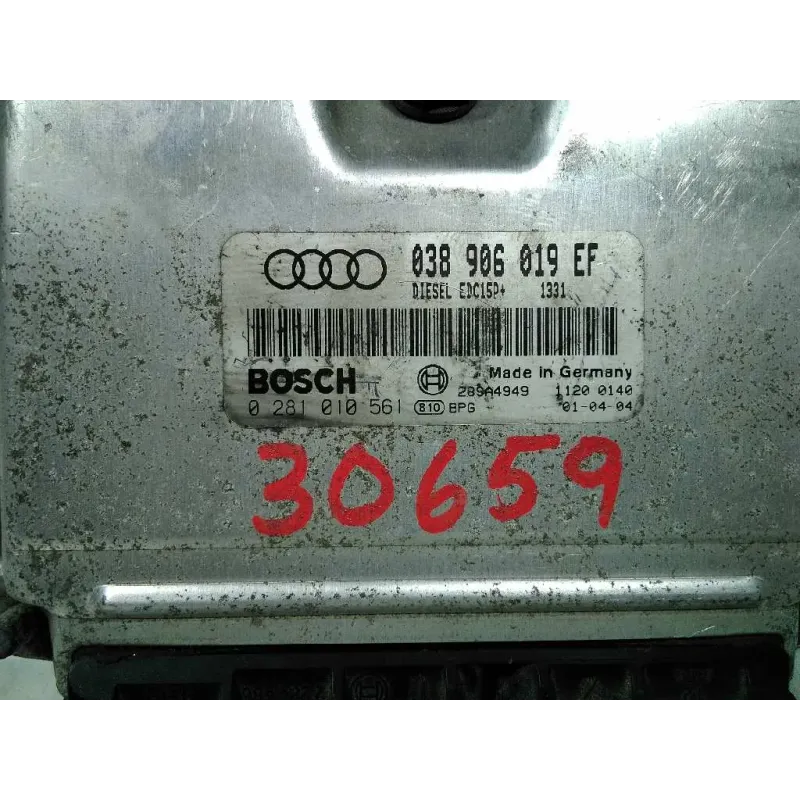 038 906 019 EF
DIESEL EDC15P+ 1331
BOSCH
Made in Germany
289A4949 1120 0140
0 281 010 561 810 BPG 01-04-04
30659